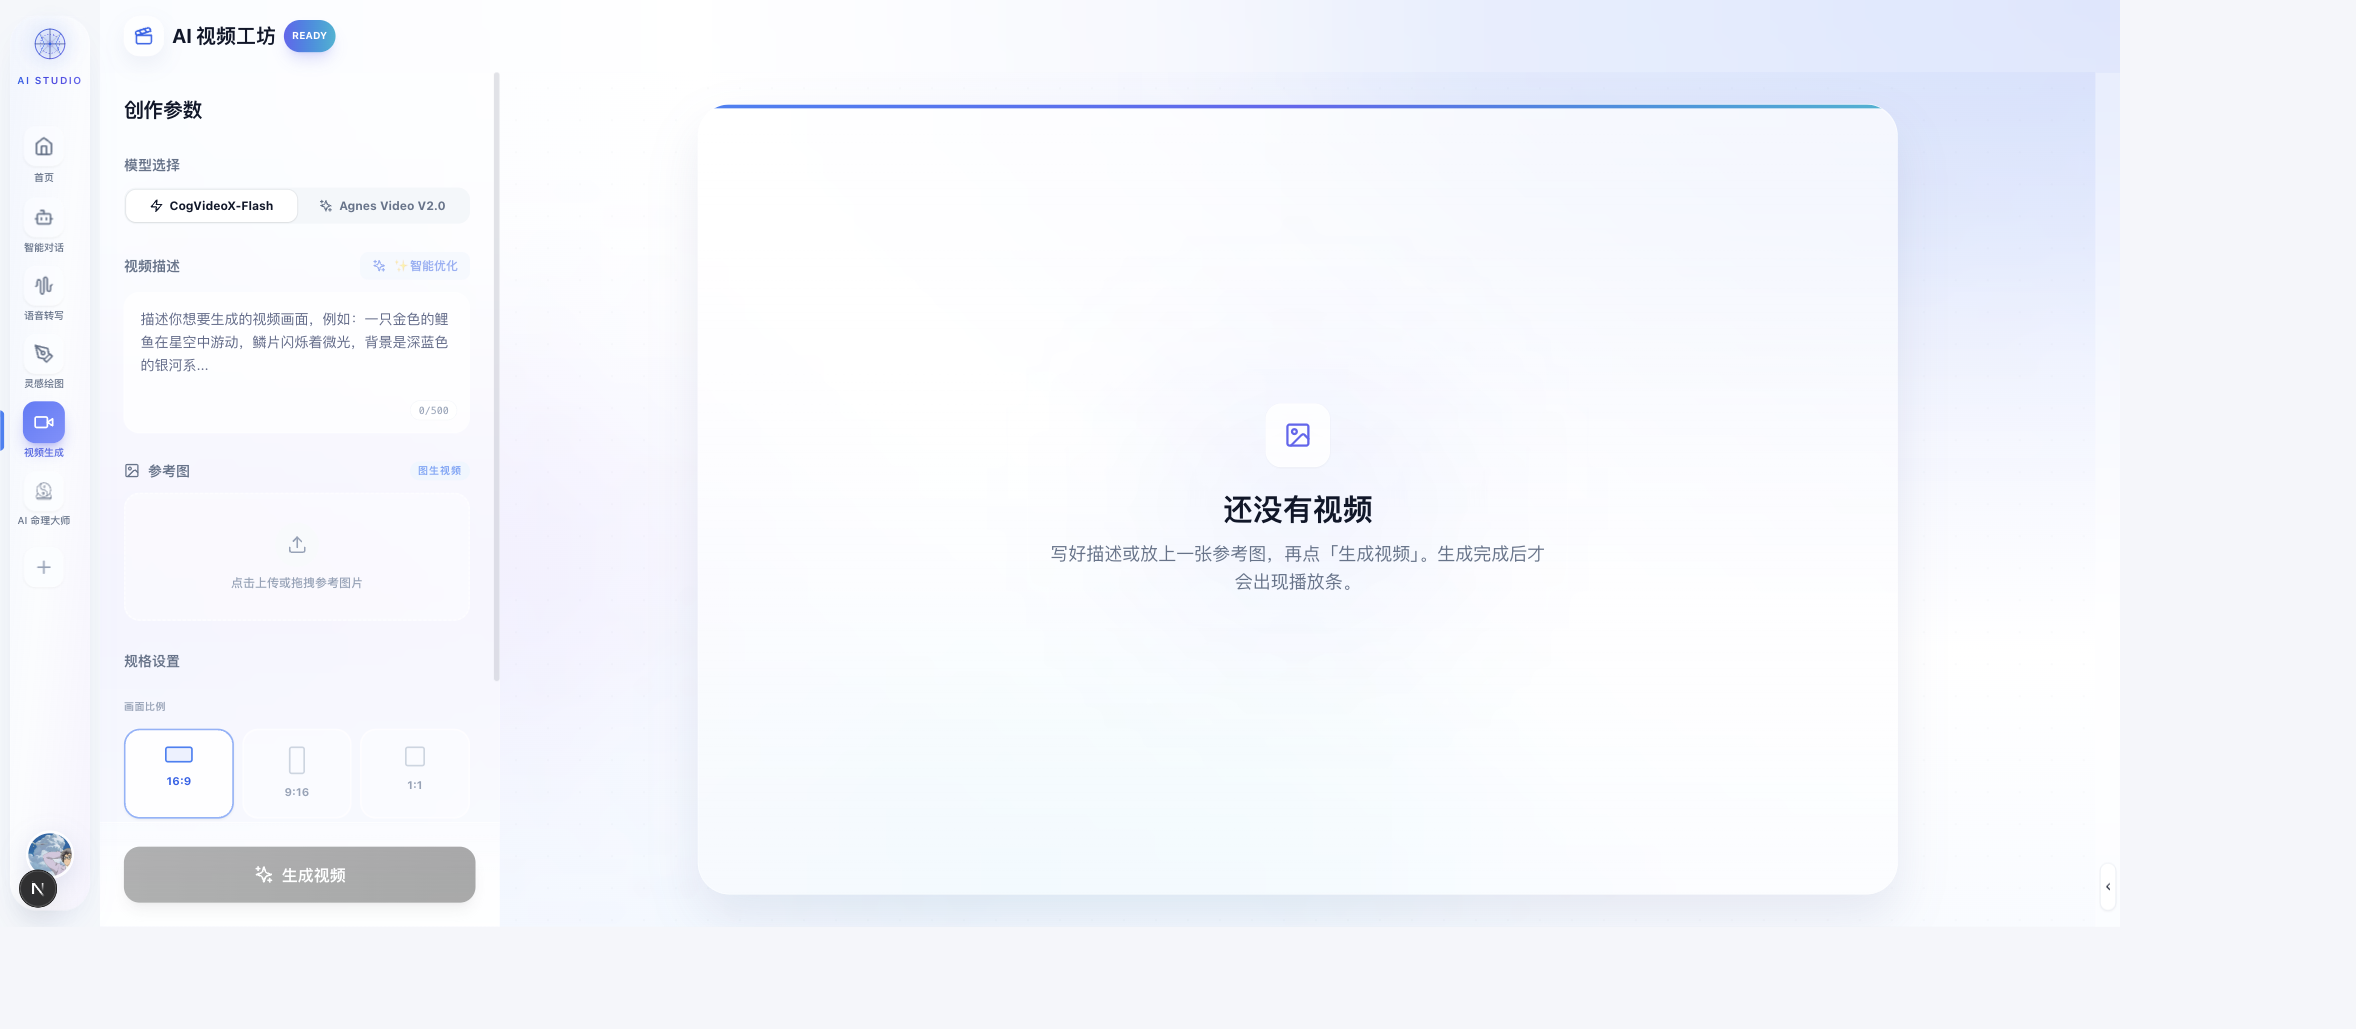 AI STUDIO
首页
智能对话
语音转写
灵感绘图
视频生成
AI 命理大师
N
AI 视频工坊
READY
创作参数
模型选择
CogVideoX-Flash
Agnes Video V2.0
视频描述
✨智能优化
描述你想要生成的视频画面，例如：一只金色的鲤
鱼在星空中游动，鳞片闪烁着微光，背景是深蓝色
的银河系...
0/500
参考图
图生视频
点击上传或拖拽参考图片
规格设置
画面比例
16:9
9:16
1:1
生成视频
还没有视频
写好描述或放上一张参考图，再点「生成视频」。生成完成后才
会出现播放条。